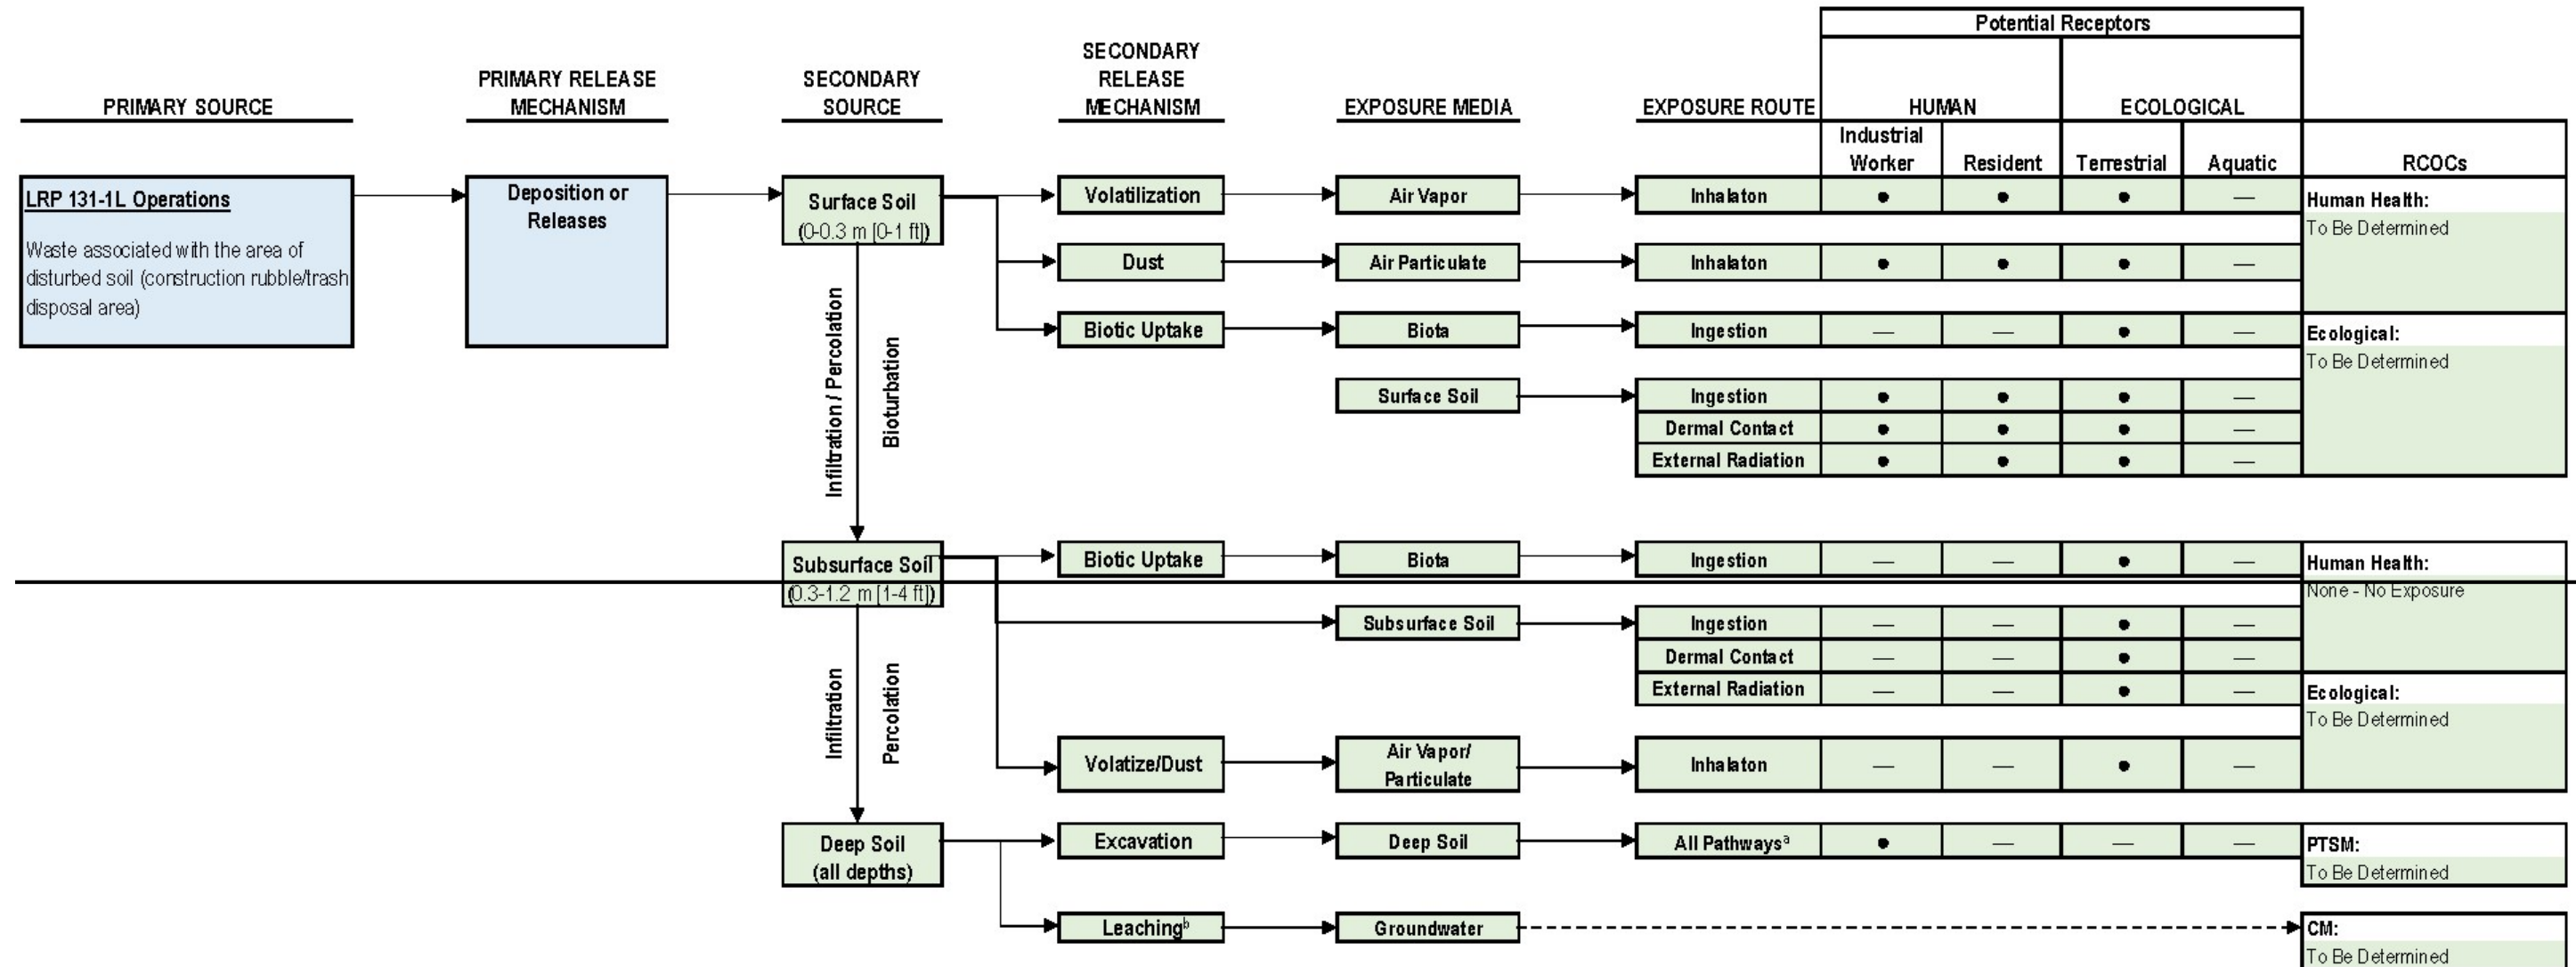 Potential Receptors
PRIMARY SOURCE
PRIMARY RELEASE
MECHANISM
SECONDARY
SOURCE
SECONDARY
RELEASE
MECHANISM
EXPOSURE MEDIA
EXPOSURE ROUTE
HUMAN
ECOLOGICAL
Industrial
Worker
Resident
Terrestrial
Aquatic
RCOCs
LRP 131-1L Operations
Waste associated with the area of
disturbed soil (construction rubble/trash
disposal area)
Deposition or
Releases
Surface Soil
(0-0.3 m [0-1 ft])
Volatilization
Air Vapor
Inhalaton ● ● ● —
Human Health:
To Be Determined
Dust
Air Particulate
Inhalaton ● ● ● —
Biotic Uptake
Biota
Ingestion — — ● —
Ecological:
To Be Determined
Surface Soil
Ingestion ● ● ● —
Dermal Contact ● ● ● —
External Radiation ● ● ● —
Infiltration / Percolation
Bioturbation
Subsurface Soil
(0.3-1.2 m [1-4 ft])
Biotic Uptake
Biota
Ingestion — — ● —
Human Health:
None - No Exposure
Subsurface Soil
Ingestion — — ● —
Dermal Contact — — ● —
External Radiation — — ● —
Ecological:
To Be Determined
Infiltration
Percolation
Volatize/Dust
Air Vapor/
Particulate
Inhalaton — — ● —
Deep Soil
(all depths)
Excavation
Deep Soil
All Pathwaysᵃ ● — — —
PTSM:
To Be Determined
Leachingᵇ
Groundwater
CM:
To Be Determined